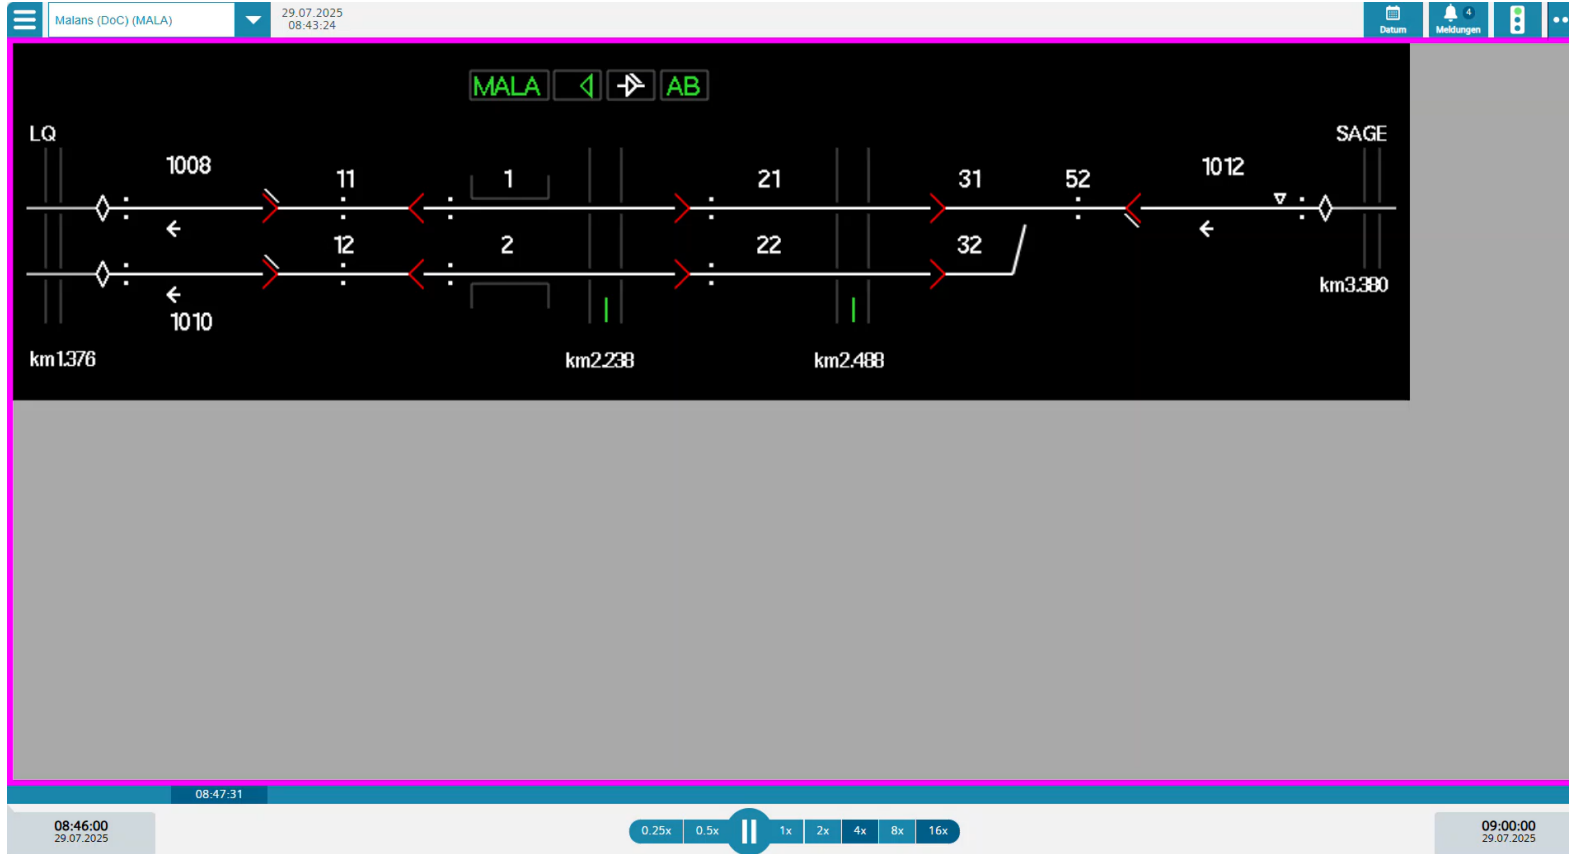 Malans (DoC) (MALA)
29.07.2025
08:43:24
Datum
4
Meldungen
MALA
AB
LQ
SAGE
1008
11
1
21
31
52
1012
12
2
22
32
1010
km1.376
km2.238
km2.488
km3.380
08:47:31
08:46:00
29.07.2025
0.25x 0.5x 1x 2x 4x 8x 16x
09:00:00
29.07.2025